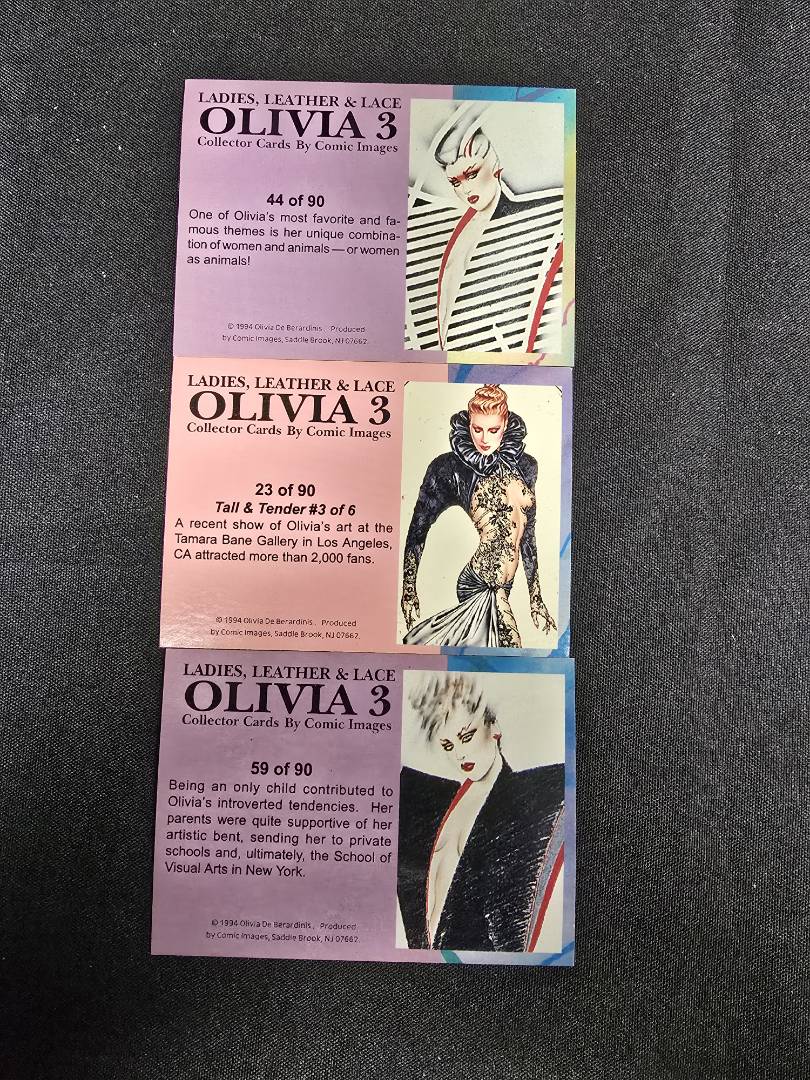 LADIES, LEATHER & LACE
OLIVIA 3
Collector Cards By Comic Images
44 of 90
One of Olivia's most favorite and fa-
mous themes is her unique combina-
tion of women and animals — or women
as animals!
© 1994 Olivia De Berardinis. Produced
by Comic Images, Saddle Brook, NJ 07662.
LADIES, LEATHER & LACE
OLIVIA 3
Collector Cards By Comic Images
23 of 90
Tall & Tender #3 of 6
A recent show of Olivia's art at the
Tamara Bane Gallery in Los Angeles,
CA attracted more than 2,000 fans.
© 1994 Olivia De Berardinis. Produced
by Comic Images, Saddle Brook, NJ 07662.
LADIES, LEATHER & LACE
OLIVIA 3
Collector Cards By Comic Images
59 of 90
Being an only child contributed to
Olivia's introverted tendencies. Her
parents were quite supportive of her
artistic bent, sending her to private
schools and, ultimately, the School of
Visual Arts in New York.
© 1994 Olivia De Berardinis. Produced
by Comic Images, Saddle Brook, NJ 07662.